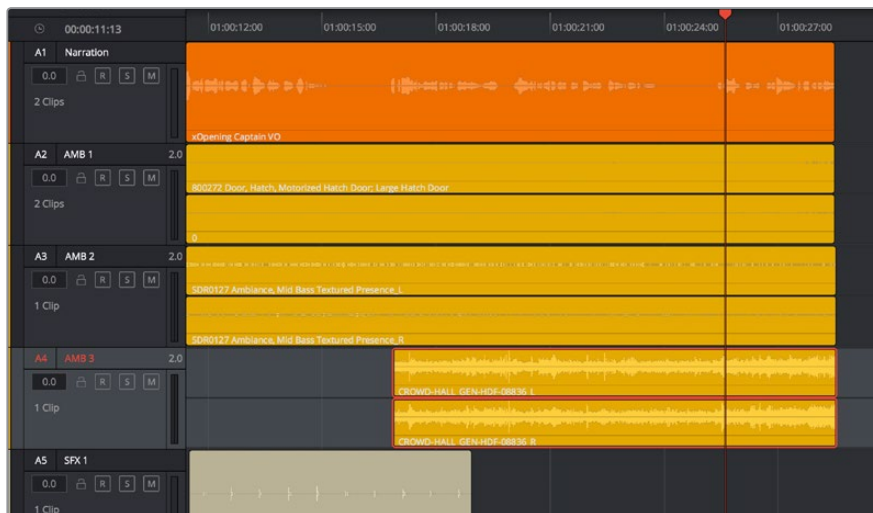 00:00:11:13 01:00:12:00 01:00:15:00 01:00:18:00 01:00:21:00 01:00:24:00 01:00:27:00
A1 Narration
0.0 R S M
2 Clips
xOpening Captain VO
A2 AMB 1 2.0
0.0 R S M
800272 Door, Hatch, Motorized Hatch Door; Large Hatch Door
2 Clips
0
A3 AMB 2 2.0
0.0 R S M
SDR0127 Ambiance, Mid Bass Textured Presence_L
1 Clip
SDR0127 Ambiance, Mid Bass Textured Presence_R
A4 AMB 3 2.0
0.0 R S M
CROWD-HALL_GEN-HDF-08836_L
1 Clip
CROWD-HALL_GEN-HDF-08836_R
A5 SFX 1
0.0 R S M
1 Clip